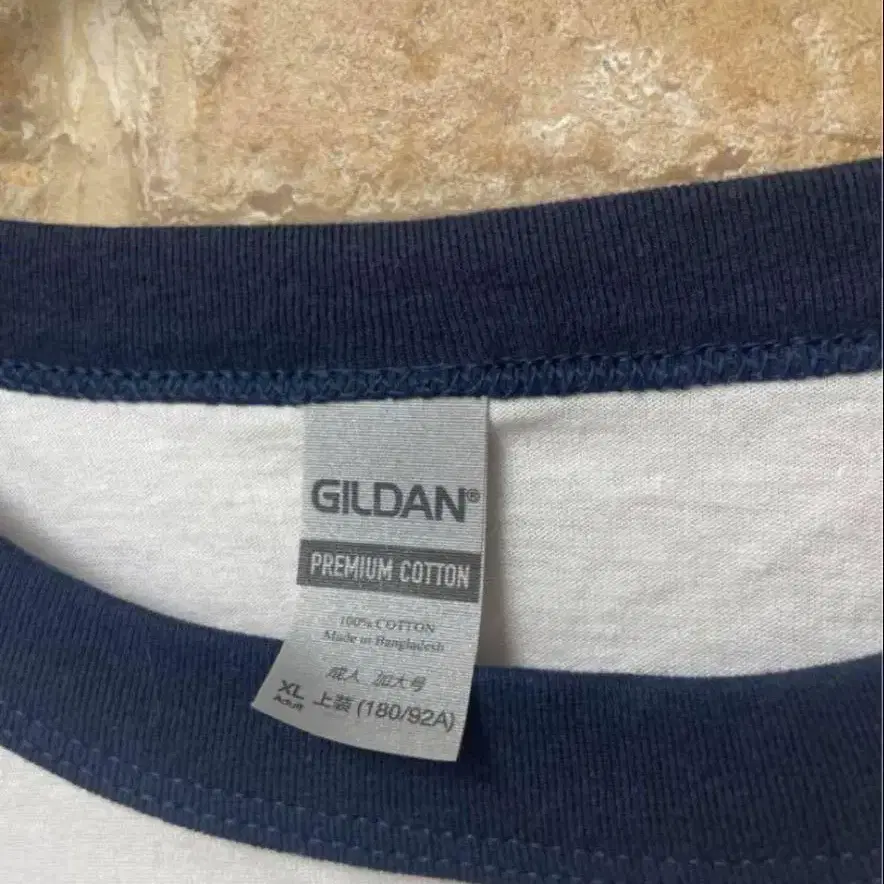 GILDAN®
PREMIUM COTTON
100% COTTON
Made in Bangladesh
成人 加大号
XL
Adult
上装 (180/92A)